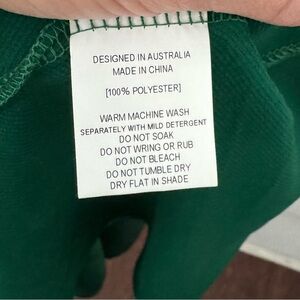 DESIGNED IN AUSTRALIA
MADE IN CHINA
[100% POLYESTER]
WARM MACHINE WASH
SEPARATELY WITH MILD DETERGENT
DO NOT SOAK
DO NOT WRING OR RUB
DO NOT BLEACH
DO NOT TUMBLE DRY
DRY FLAT IN SHADE